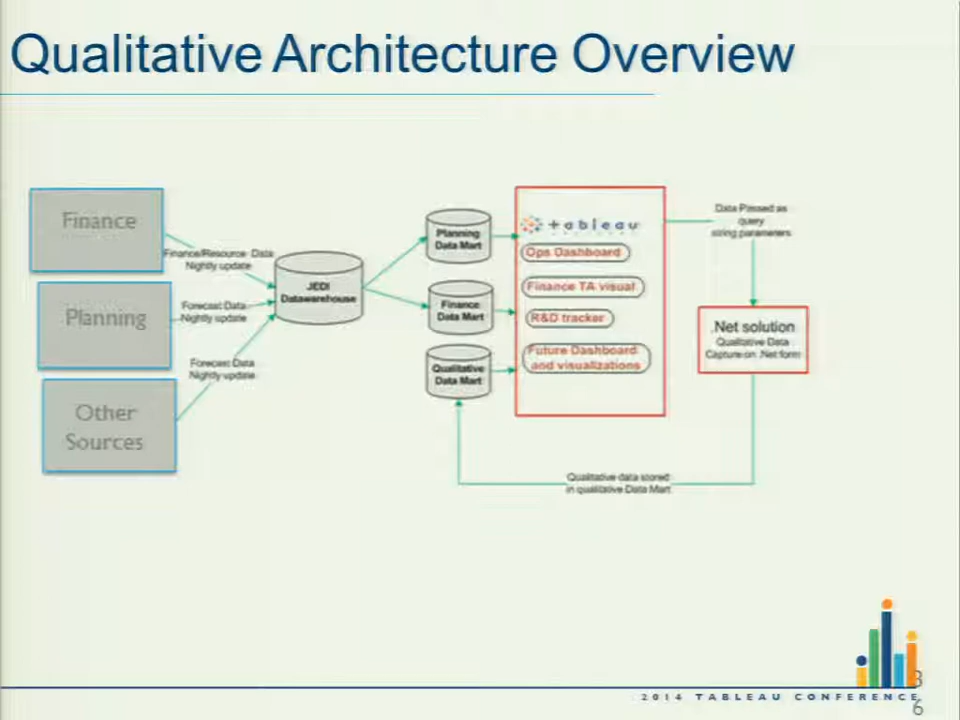 Qualitative Architecture Overview
Finance
Planning
Other
Sources
Finance/Resource Data
Nightly update
Forecast Data
Nightly update
Forecast Data
Nightly update
JEDI
Datawarehouse
Planning
Data Mart
Finance
Data Mart
Qualitative
Data Mart
+ableau
Ops Dashboard
Finance TA visual
R&D tracker
Future Dashboard
and visualizations
Data Passed as
query
string parameters
.Net solution
Qualitative Data
Capture on .Net form
Qualitative data stored
in qualitative Data Mart
2014 TABLEAU CONFERENCE
3
6